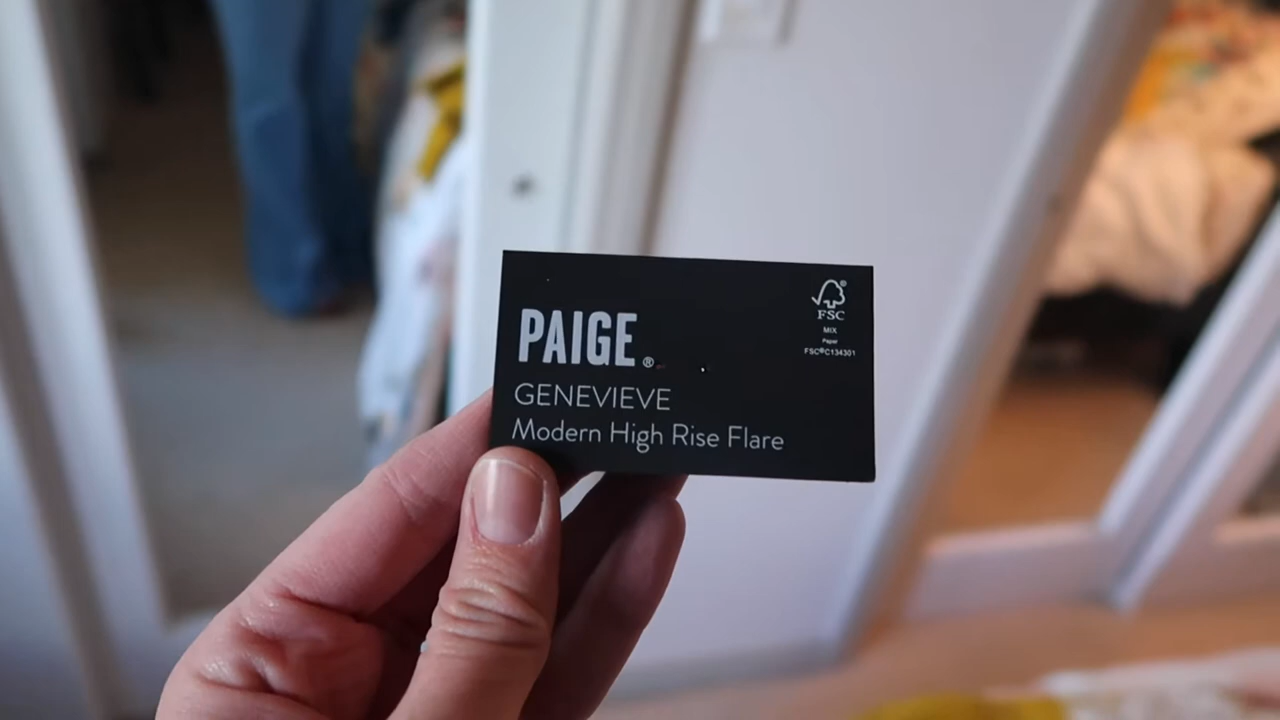 PAIGE®
GENEVIEVE
Modern High Rise Flare
®
FSC
MIX
Paper
FSC®C134301